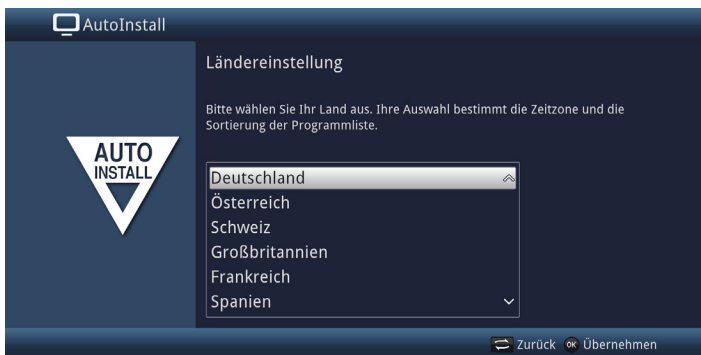 AutoInstall
Ländereinstellung
Bitte wählen Sie Ihr Land aus. Ihre Auswahl bestimmt die Zeitzone und die
Sortierung der Programmliste.
AUTO
INSTALL
Deutschland
Österreich
Schweiz
Großbritannien
Frankreich
Spanien
Zurück OK Übernehmen